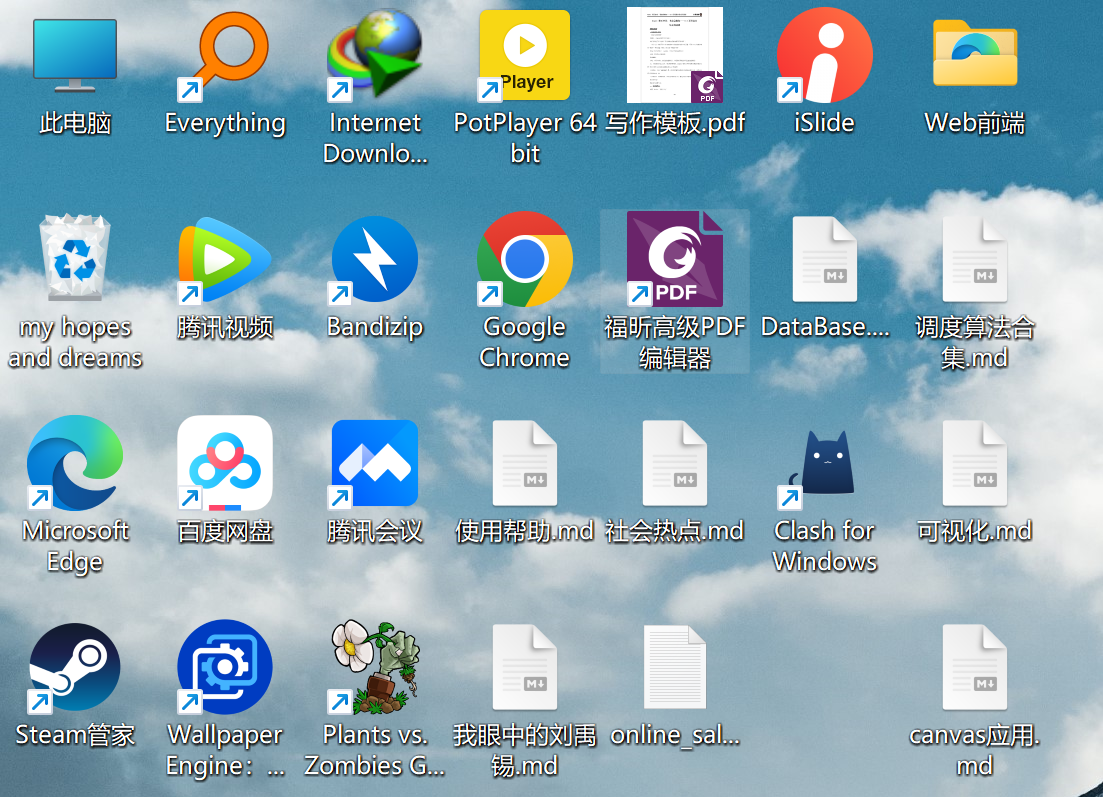 Player
PDF
此电脑
Everything
Internet
Downlo...
PotPlayer 64
bit
写作模板.pdf
iSlide
Web前端
PDF
my hopes
and dreams
腾讯视频
Bandizip
Google
Chrome
福昕高级PDF
编辑器
DataBase....
调度算法合
集.md
M
M
Microsoft
Edge
百度网盘
腾讯会议
使用帮助.md
社会热点.md
Clash for
Windows
可视化.md
M
M
M
Steam管家
Wallpaper
Engine：...
Plants vs.
Zombies G...
我眼中的刘禹
锡.md
online_sal...
canvas应用.
md
M
M